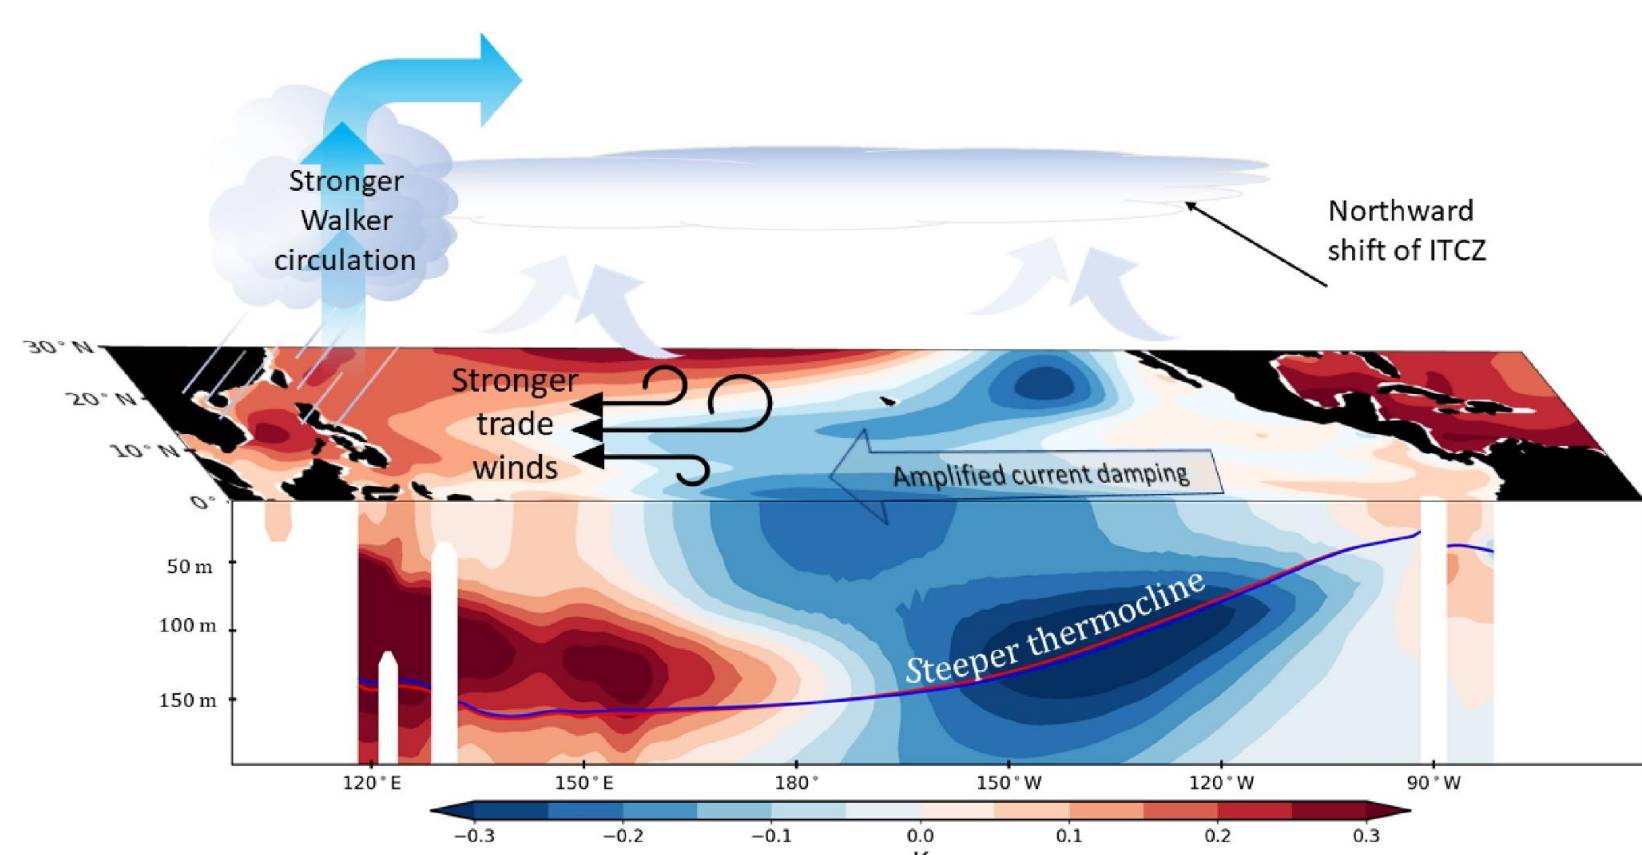 Stronger
Walker
circulation
Northward
shift of ITCZ
30°N
20°N
10°N
0°
Stronger
trade
winds
Amplified current damping
50 m
100 m
150 m
Steeper thermocline
120°E
150°E
180°
150°W
120°W
90°W
−0.3
−0.2
−0.1
0.0
0.1
0.2
0.3